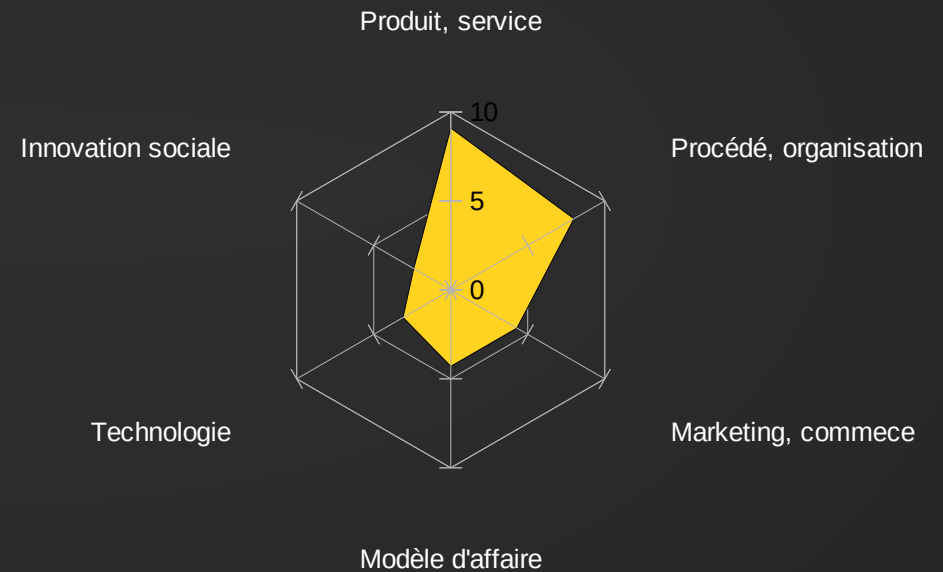 Produit, service
10
Innovation sociale
Procédé, organisation
5
0
Technologie
Marketing, commece
Modèle d'affaire